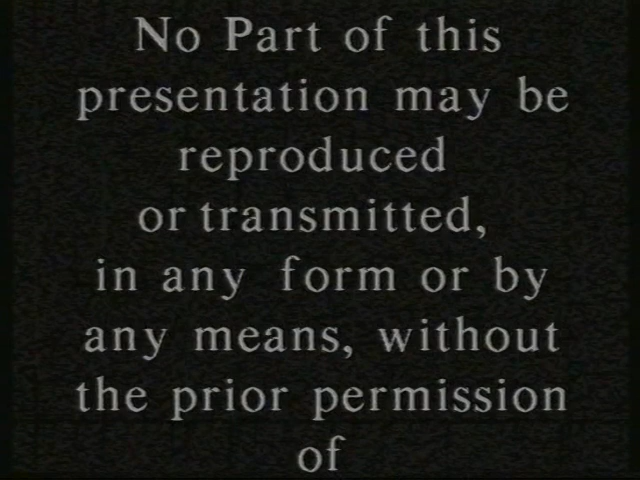 No Part of this
presentation may be
reproduced
or transmitted,
in any form or by
any means, without
the prior permission
of